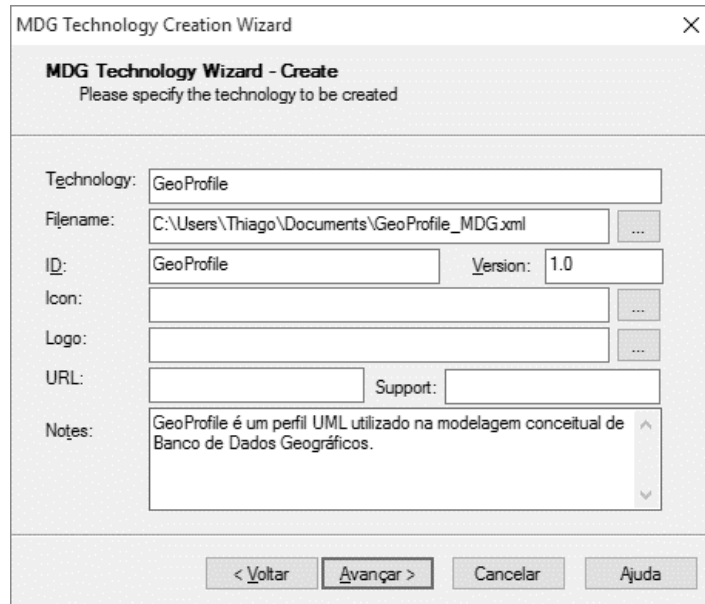 MDG Technology Creation Wizard
MDG Technology Wizard - Create
Please specify the technology to be created
Technology: GeoProfile
Filename: C:\Users\Thiago\Documents\GeoProfile_MDG.xml ...
ID: GeoProfile Version: 1.0
Icon: ...
Logo: ...
URL: Support:
Notes: GeoProfile é um perfil UML utilizado na modelagem conceitual de
Banco de Dados Geográficos.
< Voltar Avançar > Cancelar Ajuda